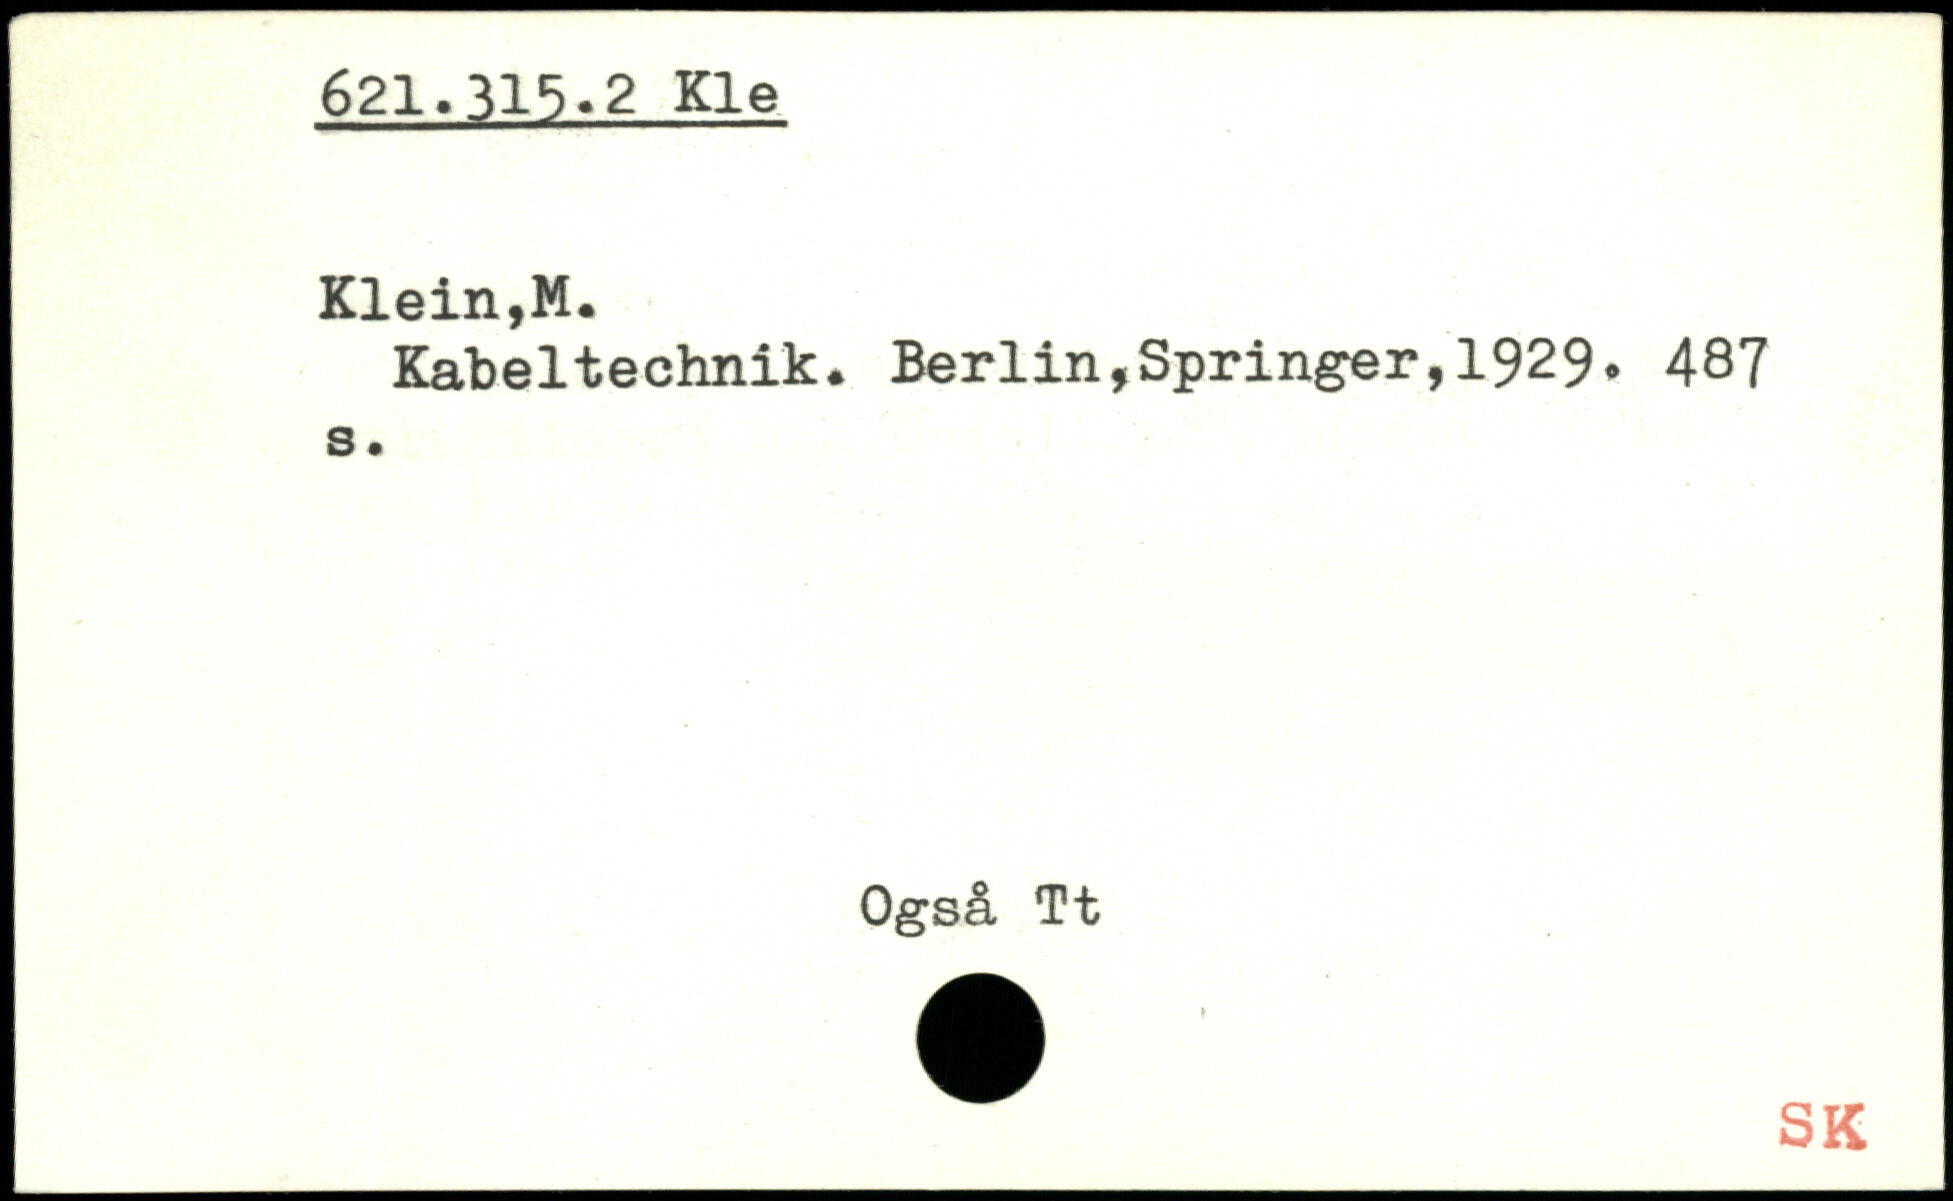 621.315.2 Kle
Klein,M.
Kabeltechnik. Berlin,Springer,1929. 487
s.
Også Tt
SK